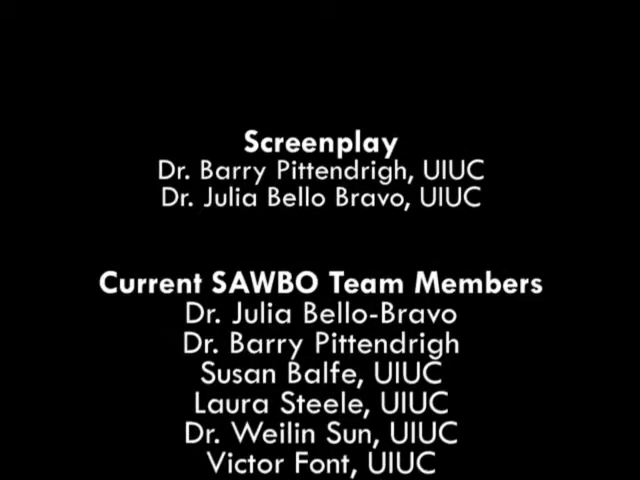 Screenplay
Dr. Barry Pittendrigh, UIUC
Dr. Julia Bello Bravo, UIUC
Current SAWBO Team Members
Dr. Julia Bello-Bravo
Dr. Barry Pittendrigh
Susan Balfe, UIUC
Laura Steele, UIUC
Dr. Weilin Sun, UIUC
Victor Font, UIUC